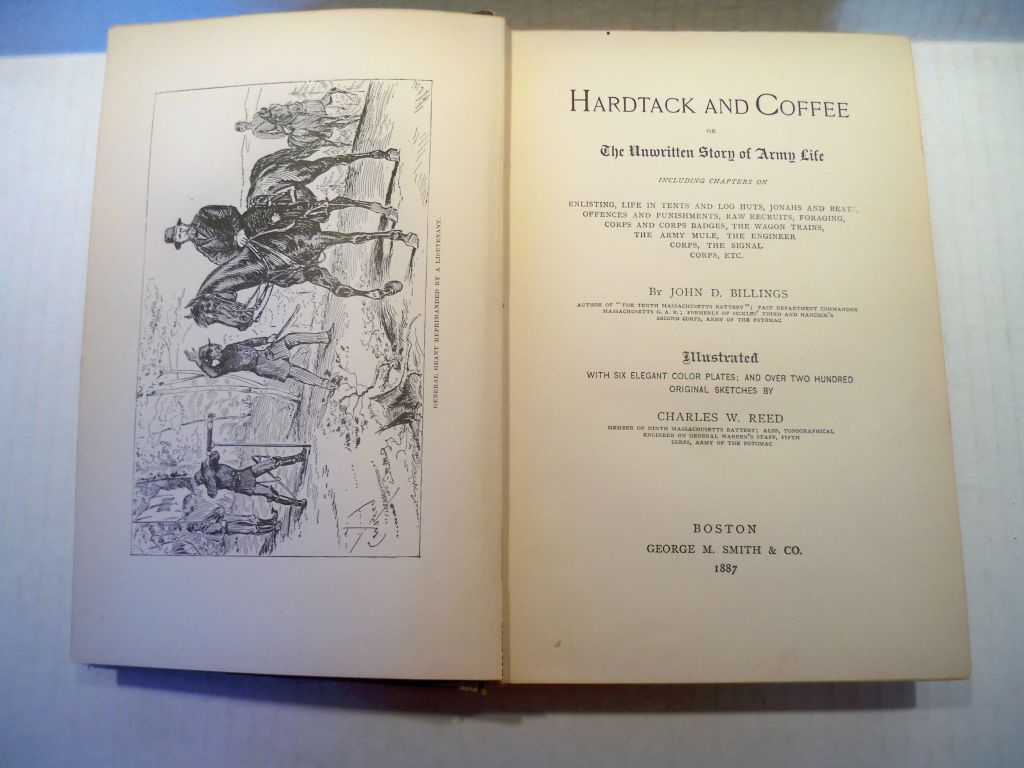 GENERAL GRANT REPRIMANDED BY A LIEUTENANT.
HARDTACK AND COFFEE
OR
The Unwritten Story of Army Life
INCLUDING CHAPTERS ON
ENLISTING, LIFE IN TENTS AND LOG HUTS, JONAHS AND BEATS,
OFFENCES AND PUNISHMENTS, RAW RECRUITS, FORAGING,
CORPS AND CORPS BADGES, THE WAGON TRAINS,
THE ARMY MULE, THE ENGINEER
CORPS, THE SIGNAL
CORPS, ETC.
BY JOHN D. BILLINGS
AUTHOR OF "THE TENTH MASSACHUSETTS BATTERY"; PAST DEPARTMENT COMMANDER
MASSACHUSETTS G. A. R.; FORMERLY OF SICKLES' THIRD AND HANCOCK'S
SECOND CORPS, ARMY OF THE POTOMAC
Illustrated
WITH SIX ELEGANT COLOR PLATES; AND OVER TWO HUNDRED
ORIGINAL SKETCHES BY
CHARLES W. REED
MEMBER OF NINTH MASSACHUSETTS BATTERY; ALSO, TOPOGRAPHICAL
ENGINEER ON GENERAL WARREN'S STAFF, FIFTH
CORPS, ARMY OF THE POTOMAC
BOSTON
GEORGE M. SMITH & CO.
1887